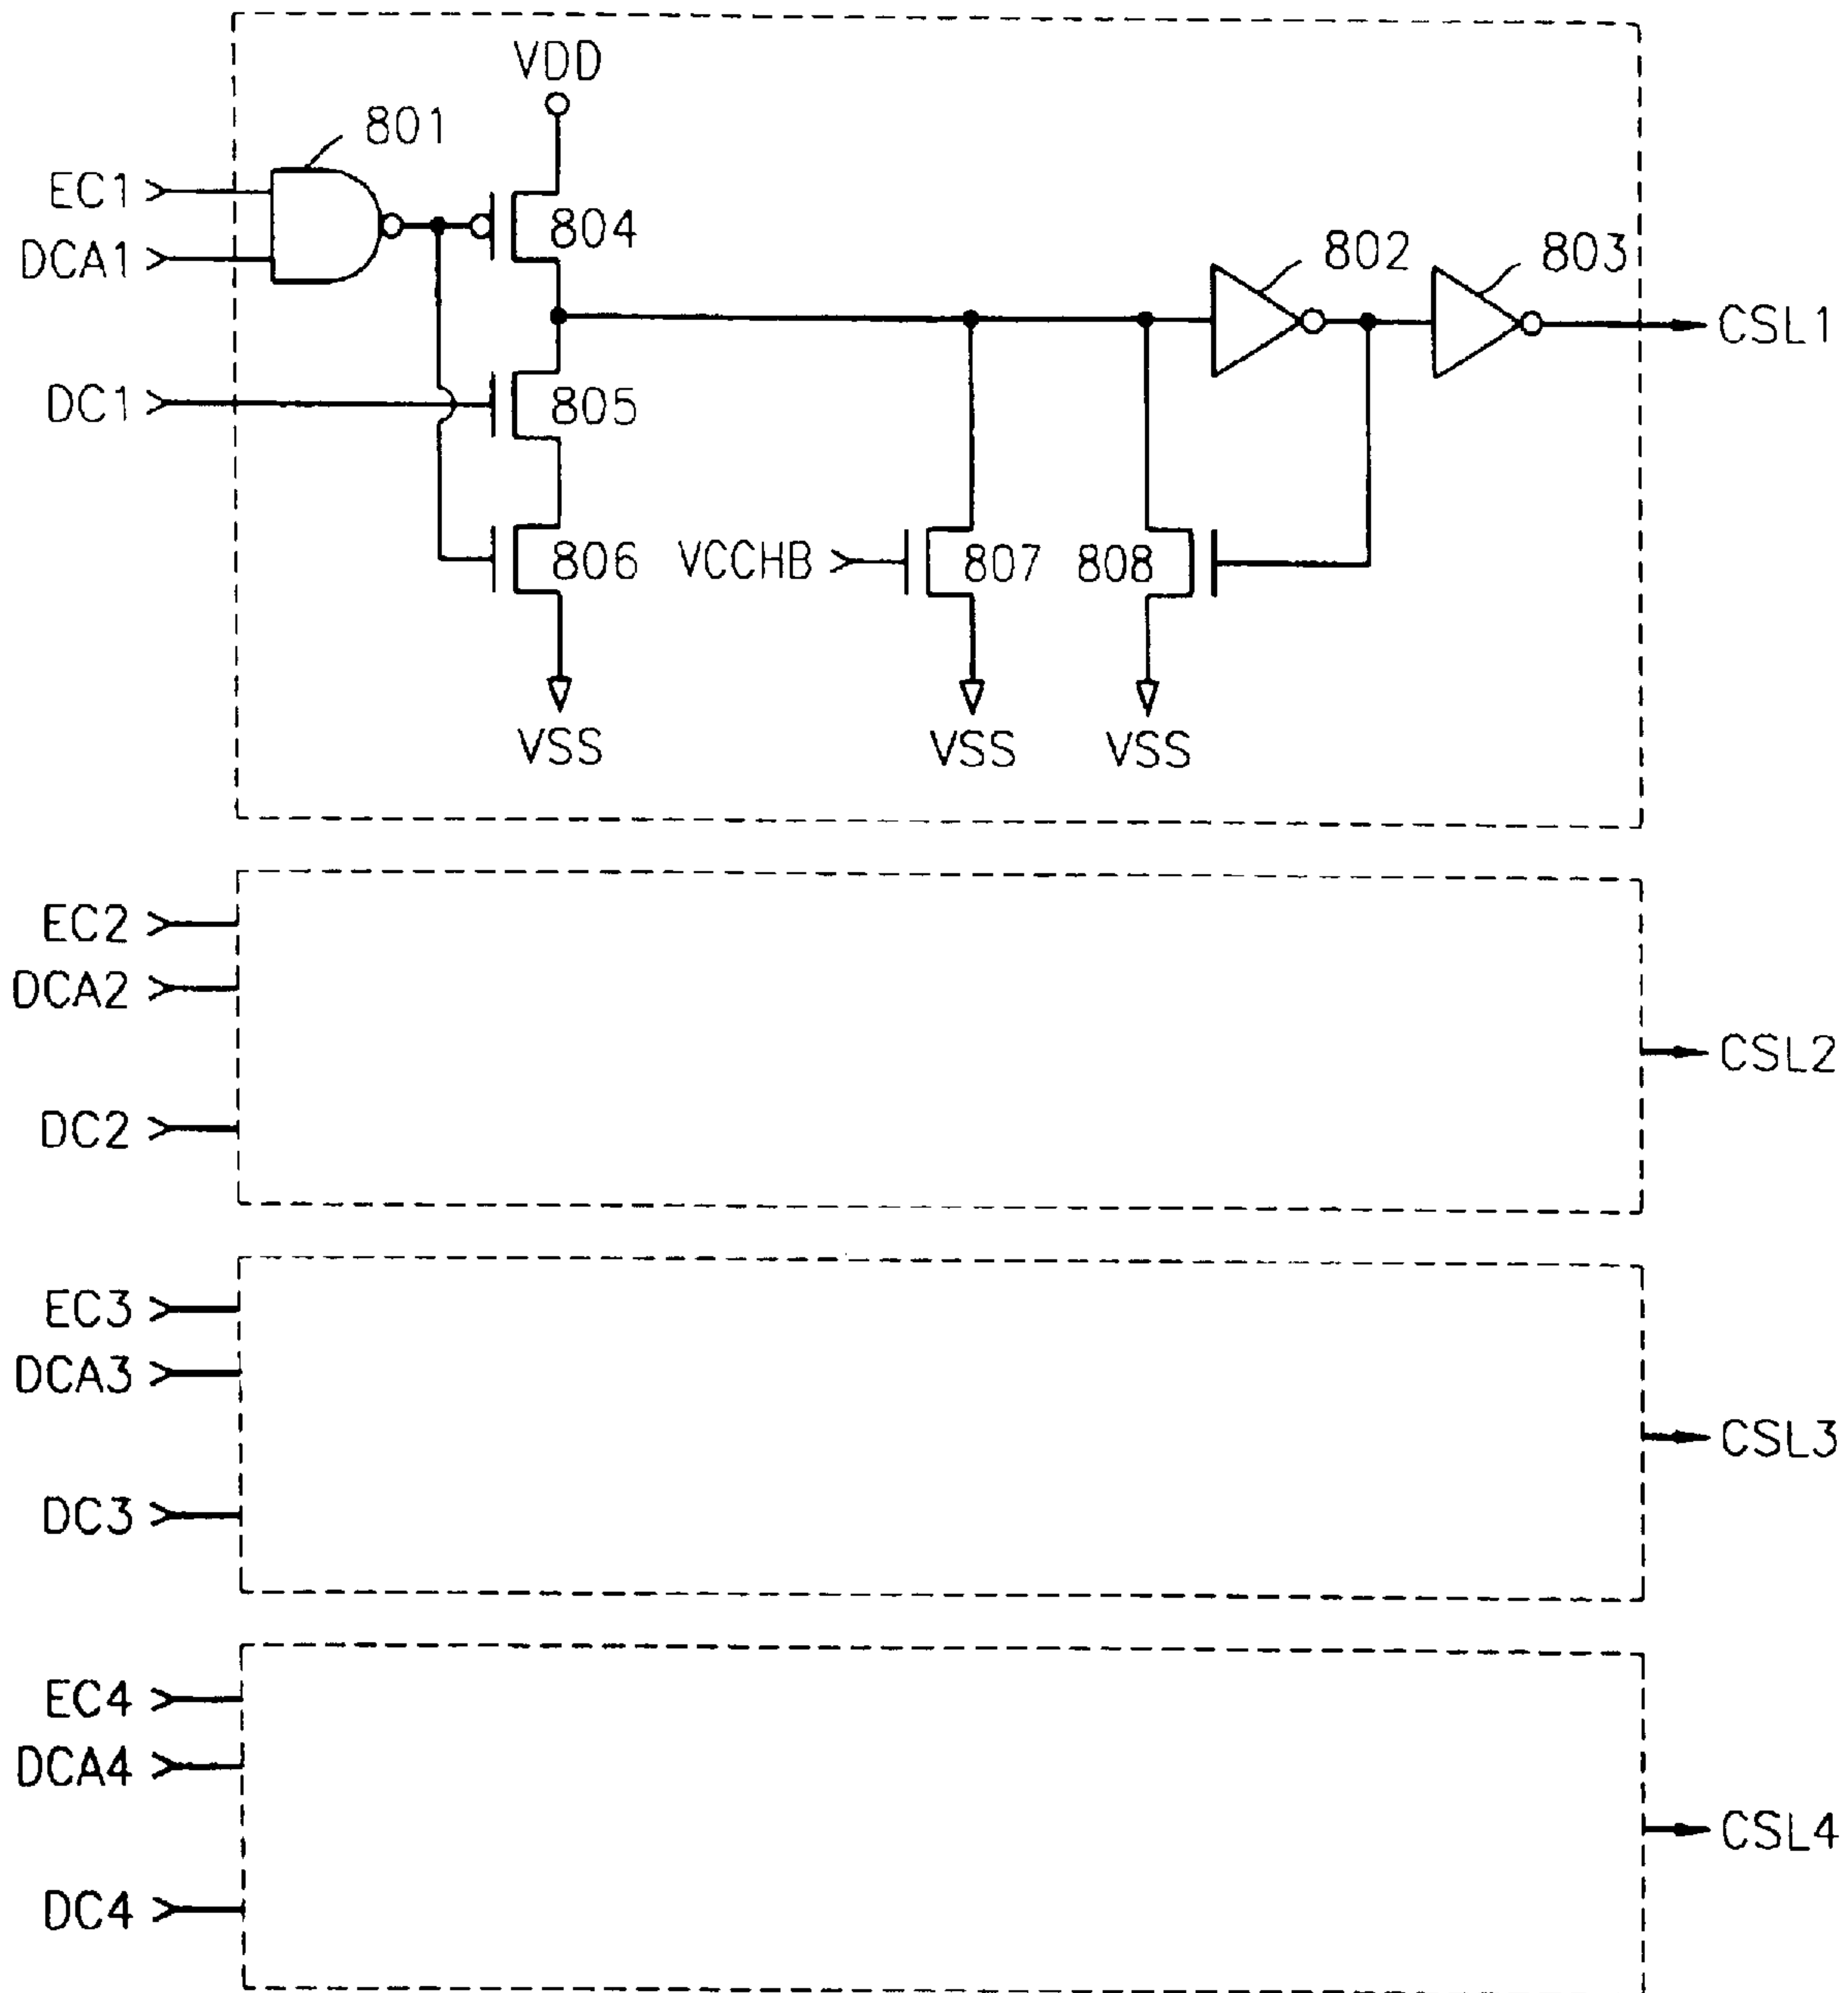 VDD
801
EC1
804
DCA1
802
803
CSL1
DC1
805
806
VCCHB
807
808
VSS
VSS
VSS
EC2
DCA2
CSL2
DC2
EC3
DCA3
CSL3
DC3
EC4
DCA4
CSL4
DC4